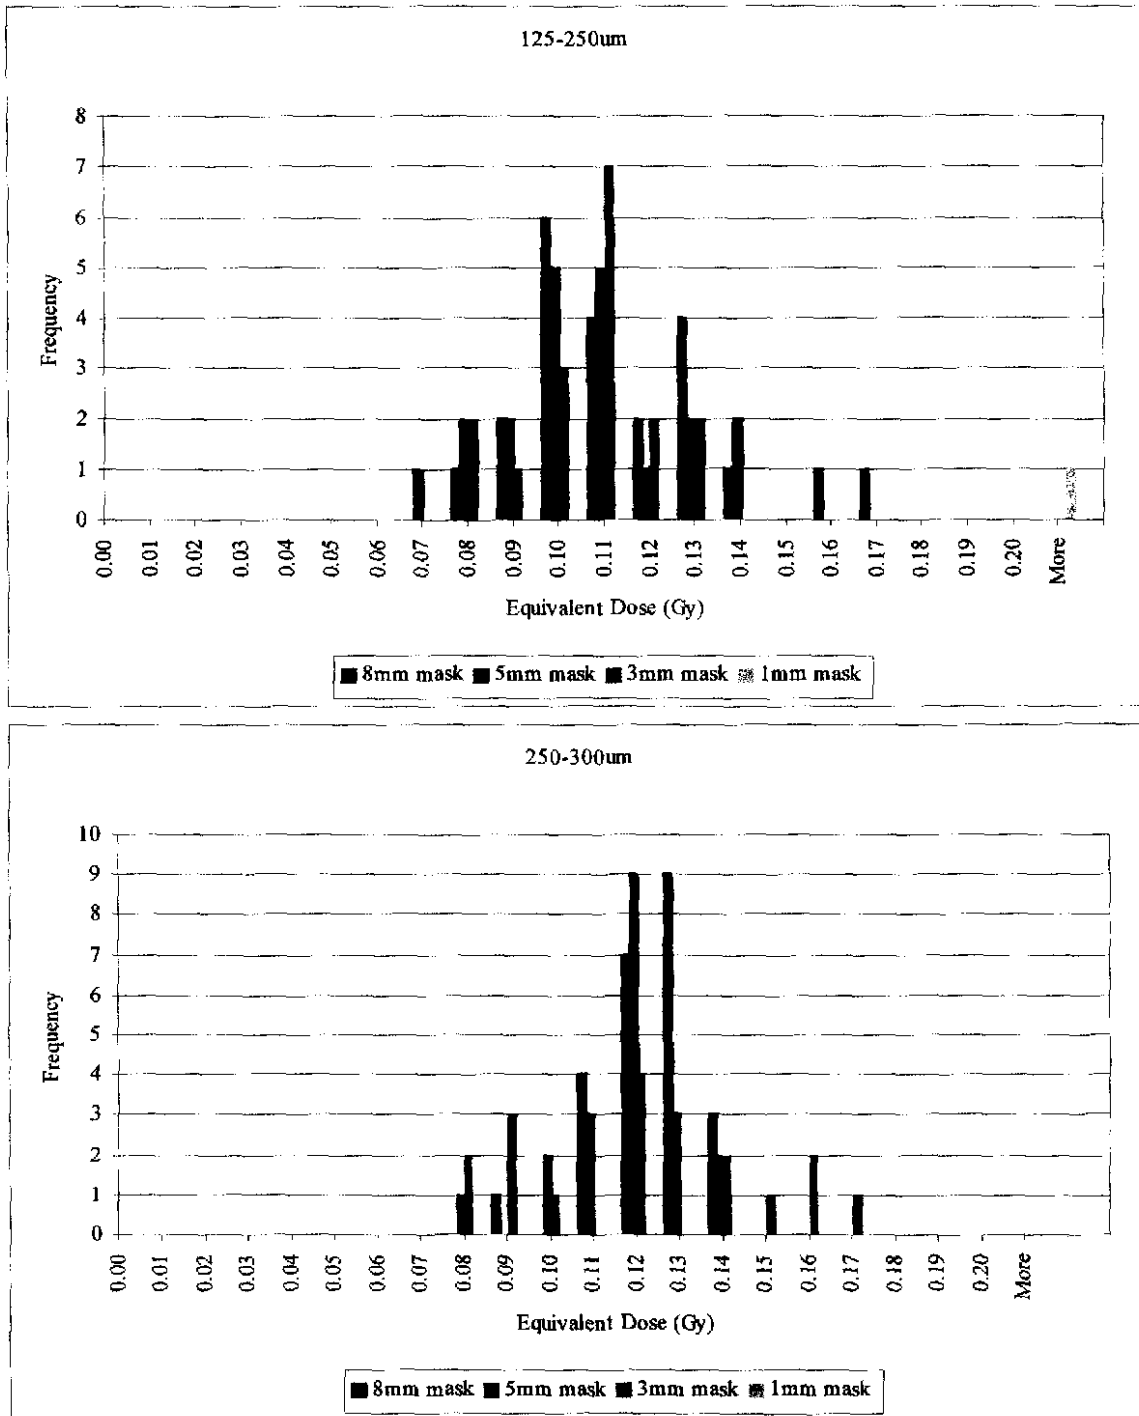 125-250um
8
7
6
5
4
3
2
1
0
Frequency
0.00 0.01 0.02 0.03 0.04 0.05 0.06 0.07 0.08 0.09 0.10 0.11 0.12 0.13 0.14 0.15 0.16 0.17 0.18 0.19 0.20 More
Equivalent Dose (Gy)
8mm mask 5mm mask 3mm mask 1mm mask
250-300um
10
9
8
7
6
5
4
3
2
1
0
Frequency
0.00 0.01 0.02 0.03 0.04 0.05 0.06 0.07 0.08 0.09 0.10 0.11 0.12 0.13 0.14 0.15 0.16 0.17 0.18 0.19 0.20 More
Equivalent Dose (Gy)
8mm mask 5mm mask 3mm mask 1mm mask